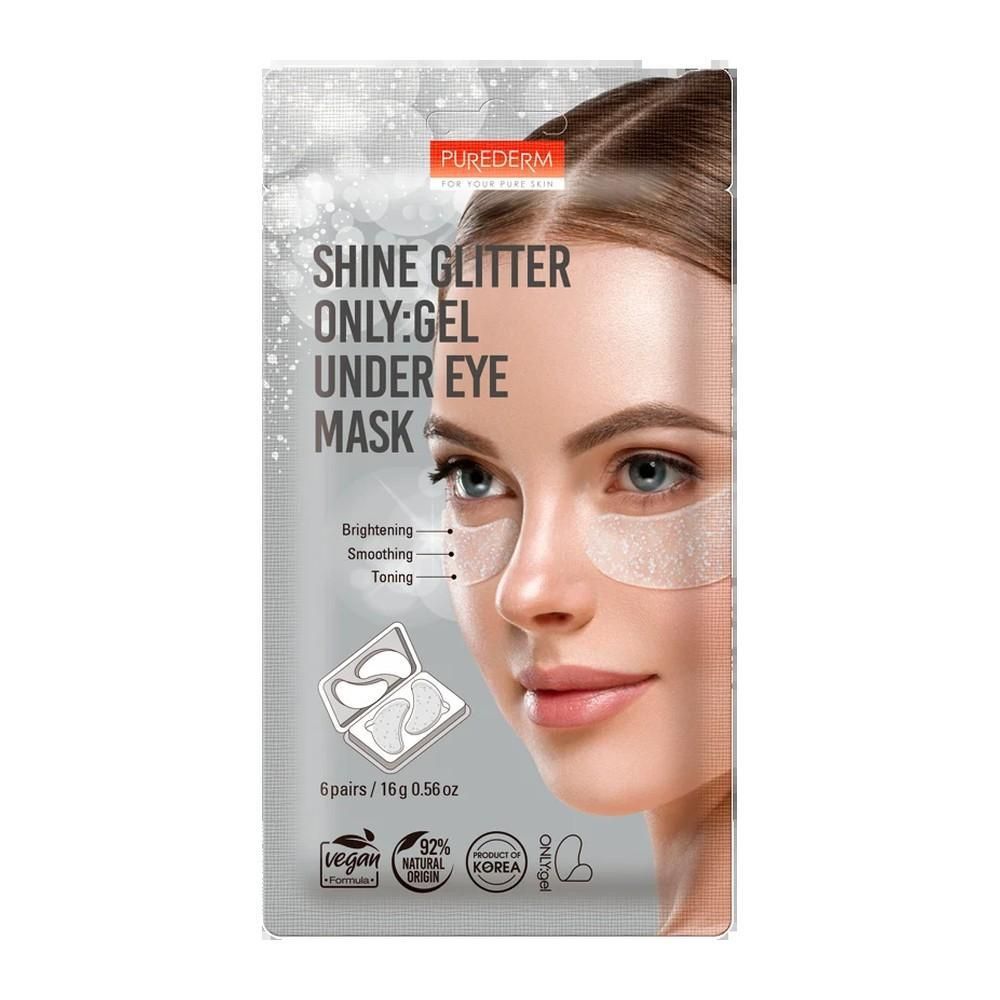 PUREDERM
FOR YOUR PURE SKIN
SHINE GLITTER
ONLY:GEL
UNDER EYE
MASK
Brightening
Smoothing
Toning
6 pairs / 16 g 0.56 oz
vegan
• Formula •
92%
NATURAL
ORIGIN
PRODUCT OF
KOREA
ONLY:gel